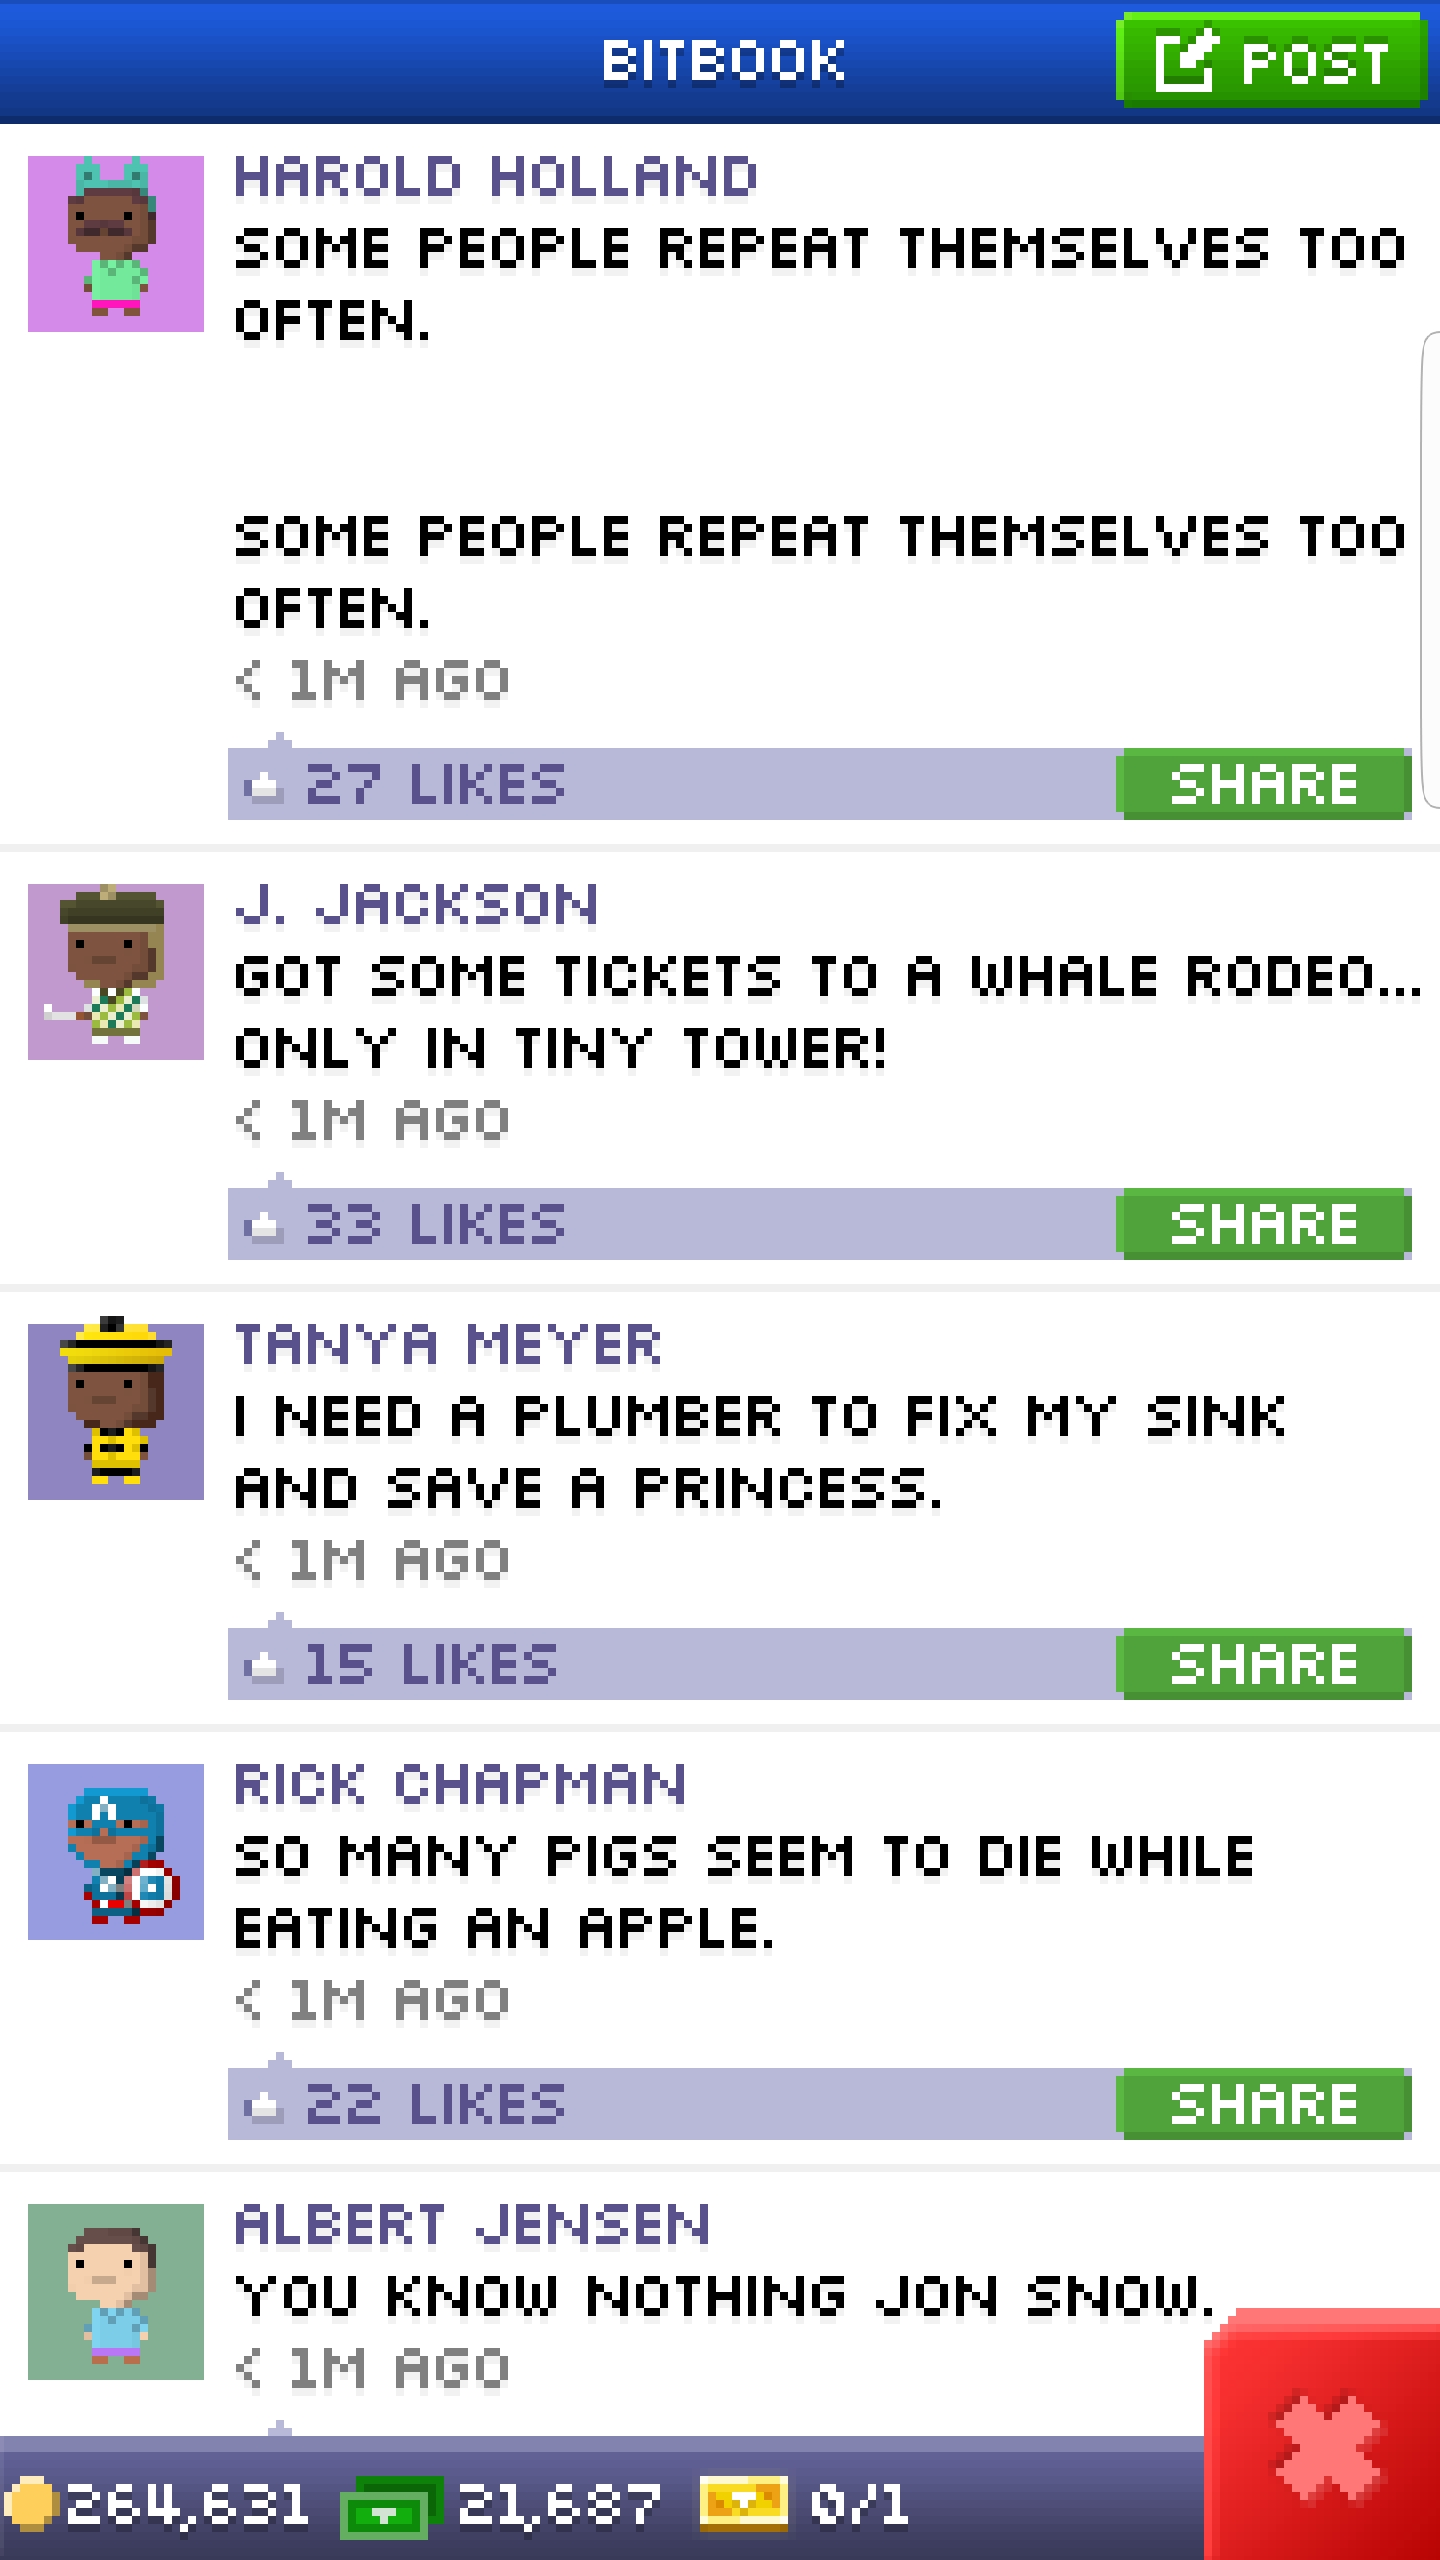 BITBOOK
POST
HAROLD HOLLAND
SOME PEOPLE REPEAT THEMSELVES TOO
OFTEN.
SOME PEOPLE REPEAT THEMSELVES TOO
OFTEN.
< 1M AGO
27 LIKES
SHARE
J. JACKSON
GOT SOME TICKETS TO A WHALE RODEO...
ONLY IN TINY TOWER!
< 1M AGO
33 LIKES
SHARE
TANYA MEYER
I NEED A PLUMBER TO FIX MY SINK
AND SAVE A PRINCESS.
< 1M AGO
15 LIKES
SHARE
RICK CHAPMAN
SO MANY PIGS SEEM TO DIE WHILE
EATING AN APPLE.
< 1M AGO
22 LIKES
SHARE
ALBERT JENSEN
YOU KNOW NOTHING JON SNOW.
< 1M AGO
264,631
21,687
0/1